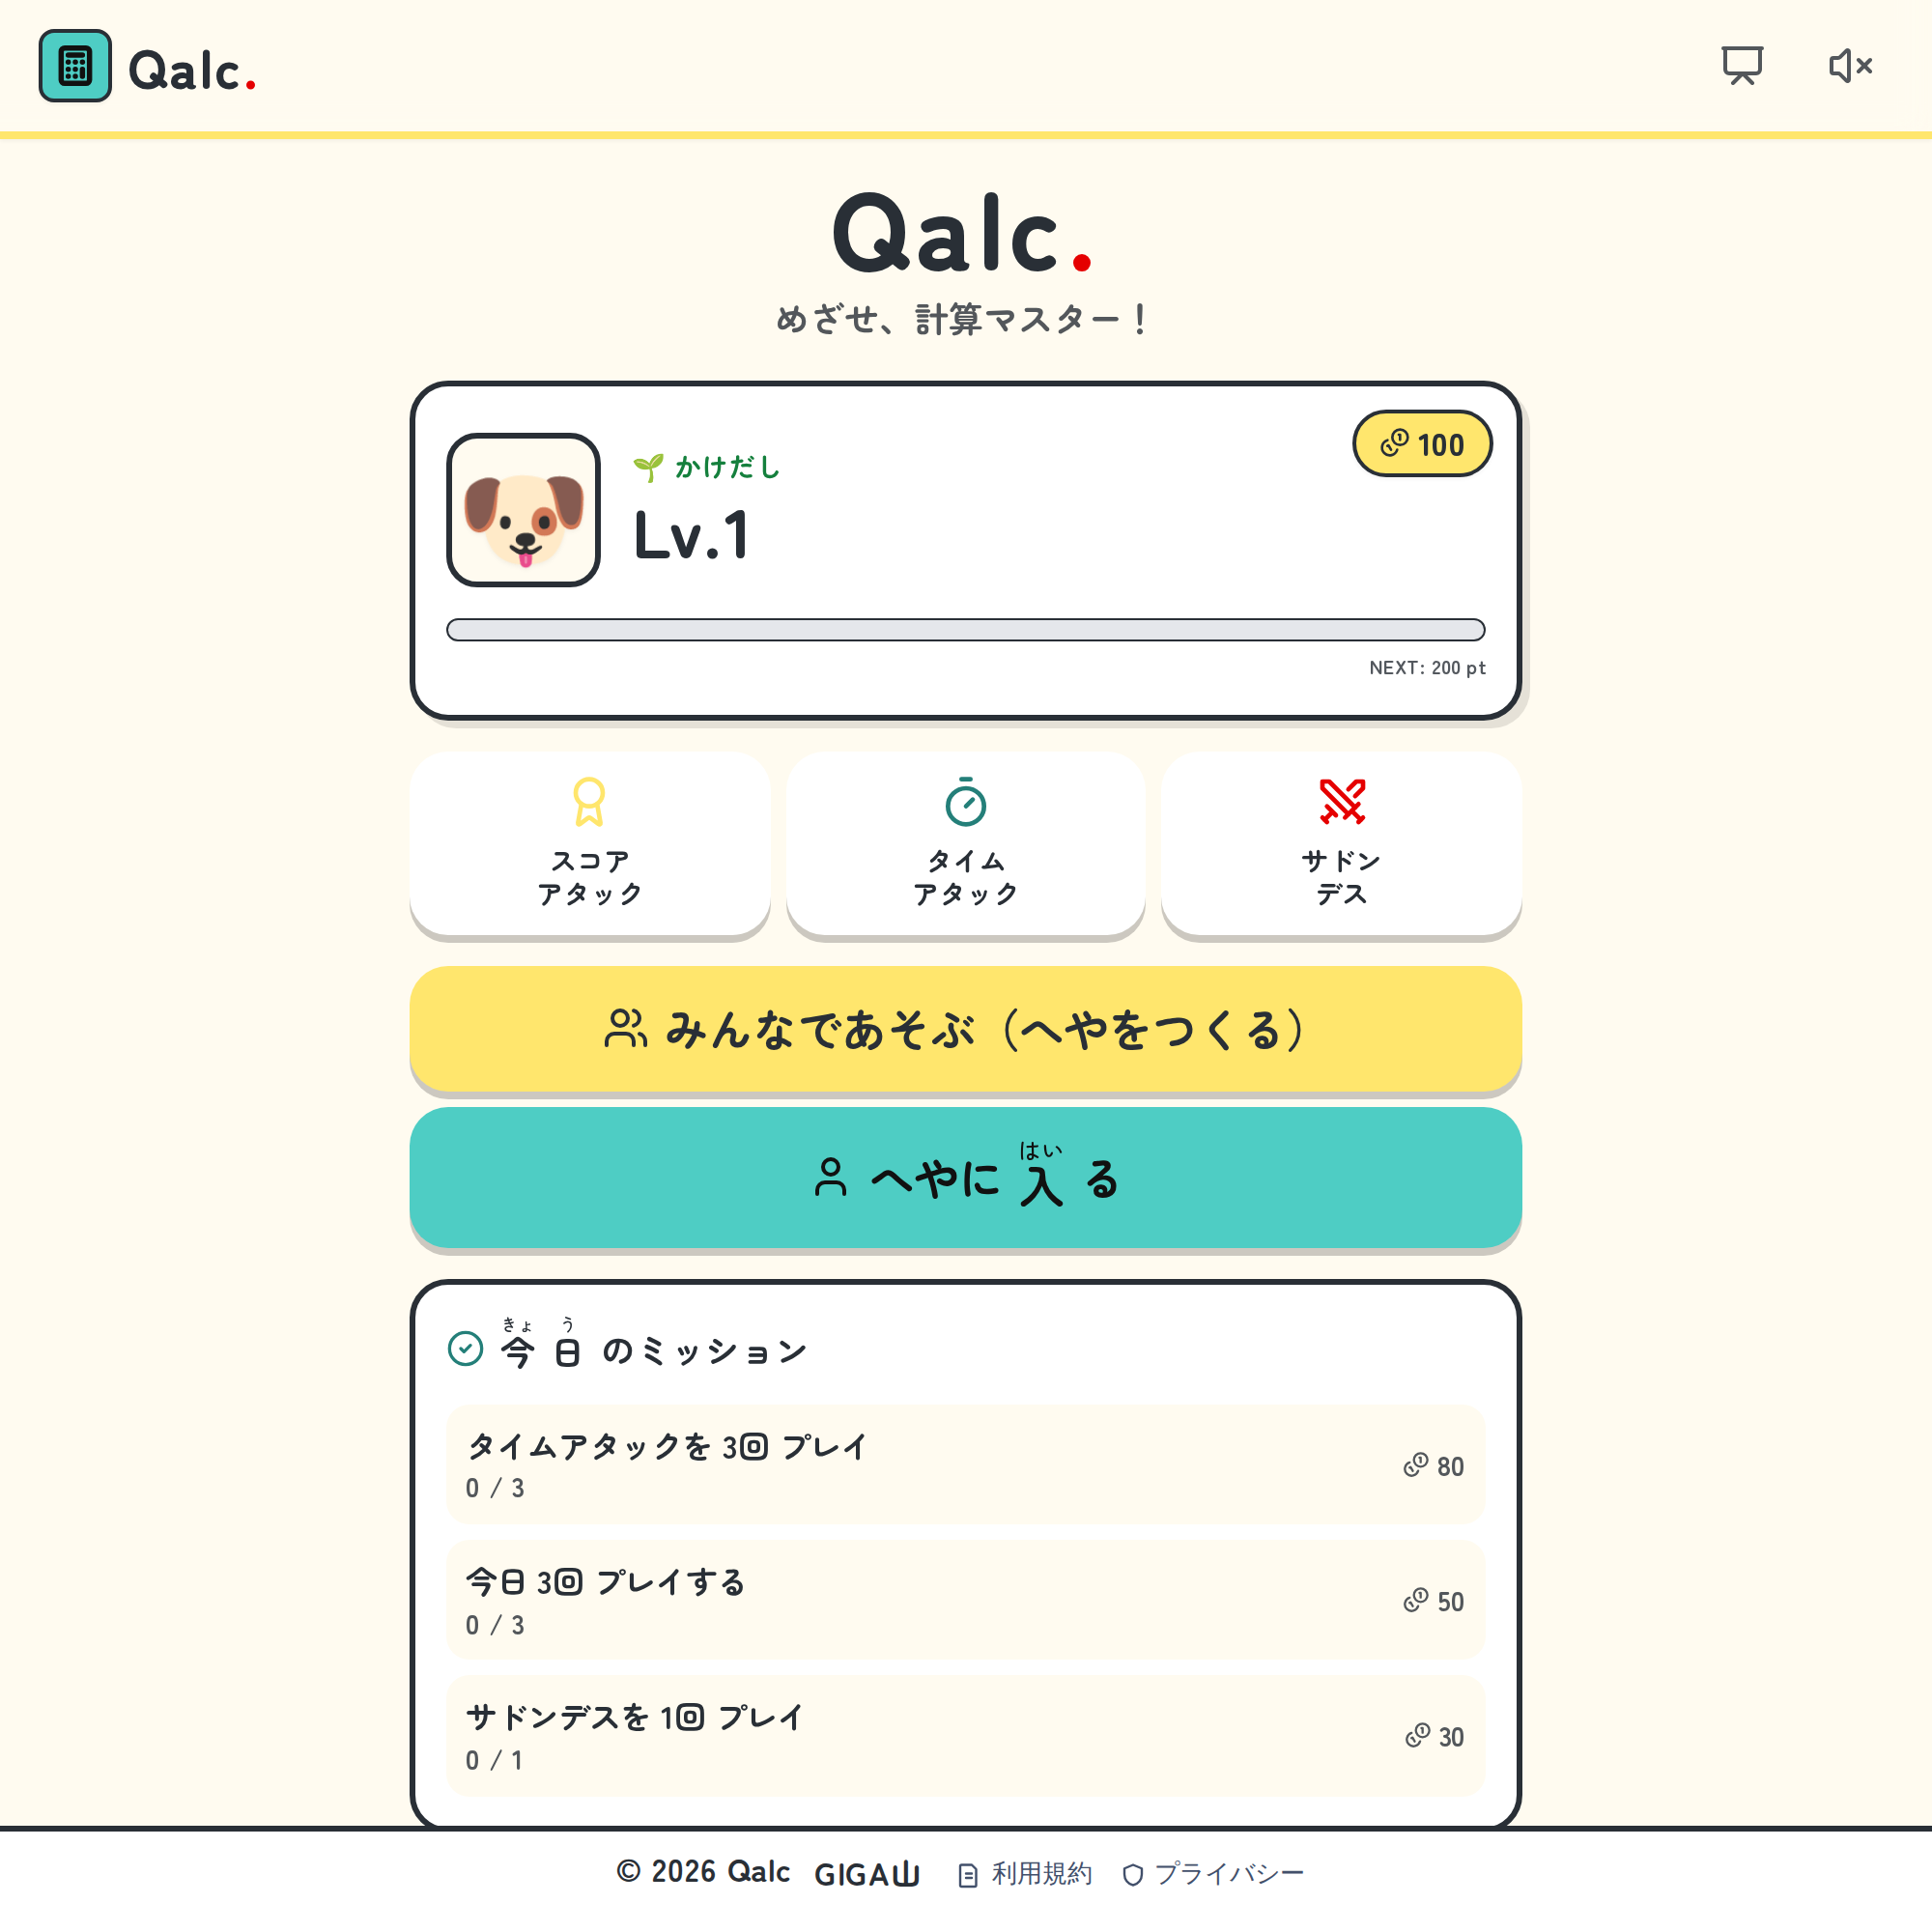 Qalc.
Qalc.
めざせ、計算マスター！
🌱 かけだし
100
Lv.1
NEXT: 200 pt
スコア
アタック
タイム
アタック
サドン
デス
みんなであそぶ（へやをつくる）
はい
へやに 入 る
きょ う
今 日 のミッション
タイムアタックを 3回 プレイ
0 / 3
80
今日 3回 プレイする
0 / 3
50
サドンデスを 1回 プレイ
0 / 1
30
© 2026 Qalc GIGA山 利用規約 プライバシー